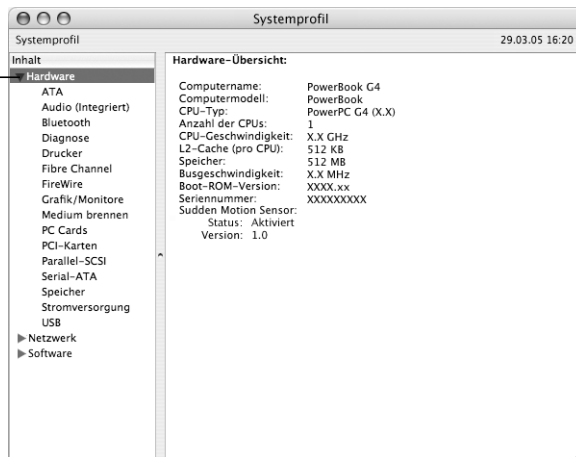 Systemprofil
Systemprofil 29.03.05 16:20
Inhalt
Hardware
ATA
Audio (Integriert)
Bluetooth
Diagnose
Drucker
Fibre Channel
FireWire
Grafik/Monitore
Medium brennen
PC Cards
PCI-Karten
Parallel-SCSI
Serial-ATA
Speicher
Stromversorgung
USB
Netzwerk
Software
Hardware-Übersicht:
Computername: PowerBook G4
Computermodell: PowerBook
CPU-Typ: PowerPC G4 (X.X)
Anzahl der CPUs: 1
CPU-Geschwindigkeit: X.X GHz
L2-Cache (pro CPU): 512 KB
Speicher: 512 MB
Busgeschwindigkeit: X.X MHz
Boot-ROM-Version: XXXX.xx
Seriennummer: XXXXXXXXX
Sudden Motion Sensor:
Status: Aktiviert
Version: 1.0